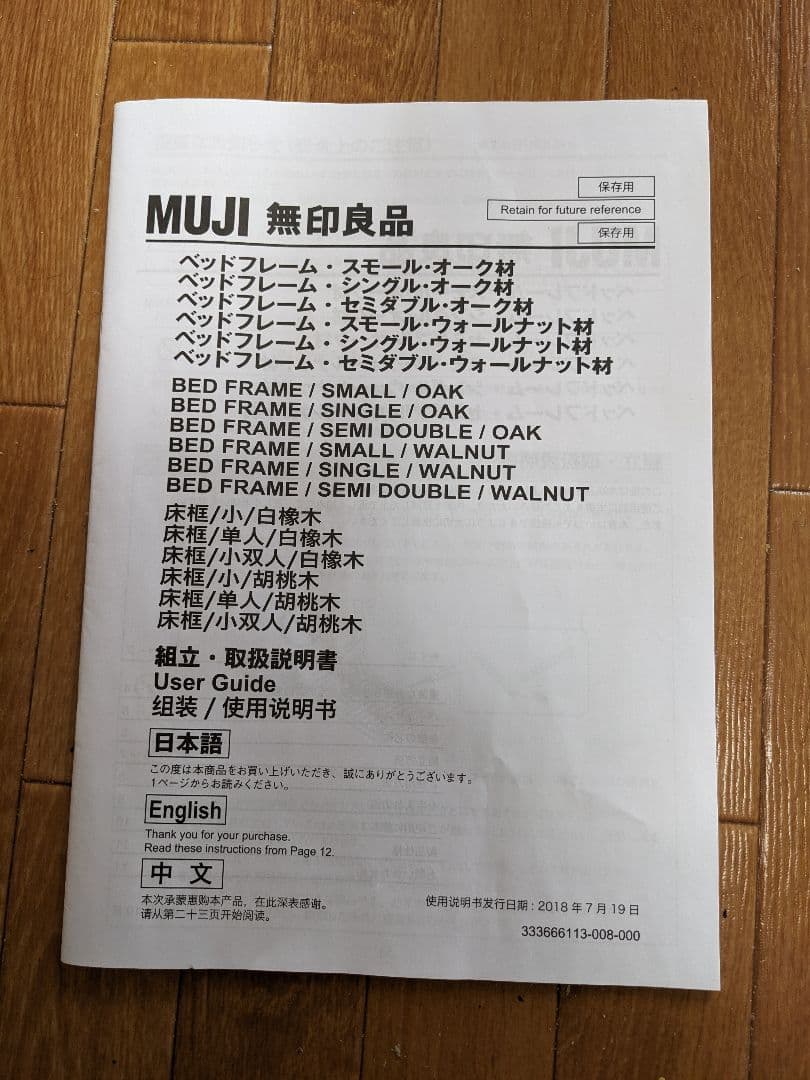 保存用
Retain for future reference
保存用
MUJI 無印良品
ベッドフレーム・スモール・オーク材
ベッドフレーム・シングル・オーク材
ベッドフレーム・セミダブル・オーク材
ベッドフレーム・スモール・ウォールナット材
ベッドフレーム・シングル・ウォールナット材
ベッドフレーム・セミダブル・ウォールナット材
BED FRAME / SMALL / OAK
BED FRAME / SINGLE / OAK
BED FRAME / SEMI DOUBLE / OAK
BED FRAME / SMALL / WALNUT
BED FRAME / SINGLE / WALNUT
BED FRAME / SEMI DOUBLE / WALNUT
床框/小/白橡木
床框/单人/白橡木
床框/小双人/白橡木
床框/小/胡桃木
床框/单人/胡桃木
床框/小双人/胡桃木
組立・取扱説明書
User Guide
组装 / 使用说明书
日本語
この度は本商品をお買い上げいただき、誠にありがとうございます。
1ページからお読みください。
English
Thank you for your purchase.
Read these instructions from Page 12.
中 文
本次承蒙惠购本产品，在此深表感谢。
请从第二十三页开始阅读。
使用说明书发行日期 : 2018 年 7 月 19 日
333666113-008-000